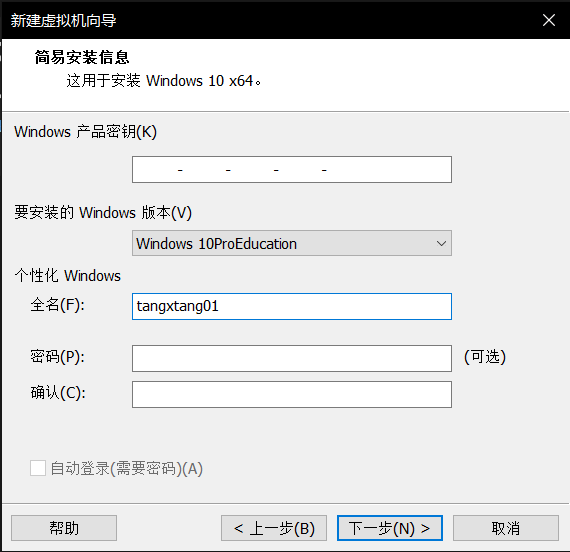 新建虚拟机向导
简易安装信息
这用于安装 Windows 10 x64。
Windows 产品密钥(K)
- - - -
要安装的 Windows 版本(V)
Windows 10ProEducation
个性化 Windows
全名(F): tangxtang01
密码(P): (可选)
确认(C):
自动登录(需要密码)(A)
帮助 < 上一步(B) 下一步(N) > 取消